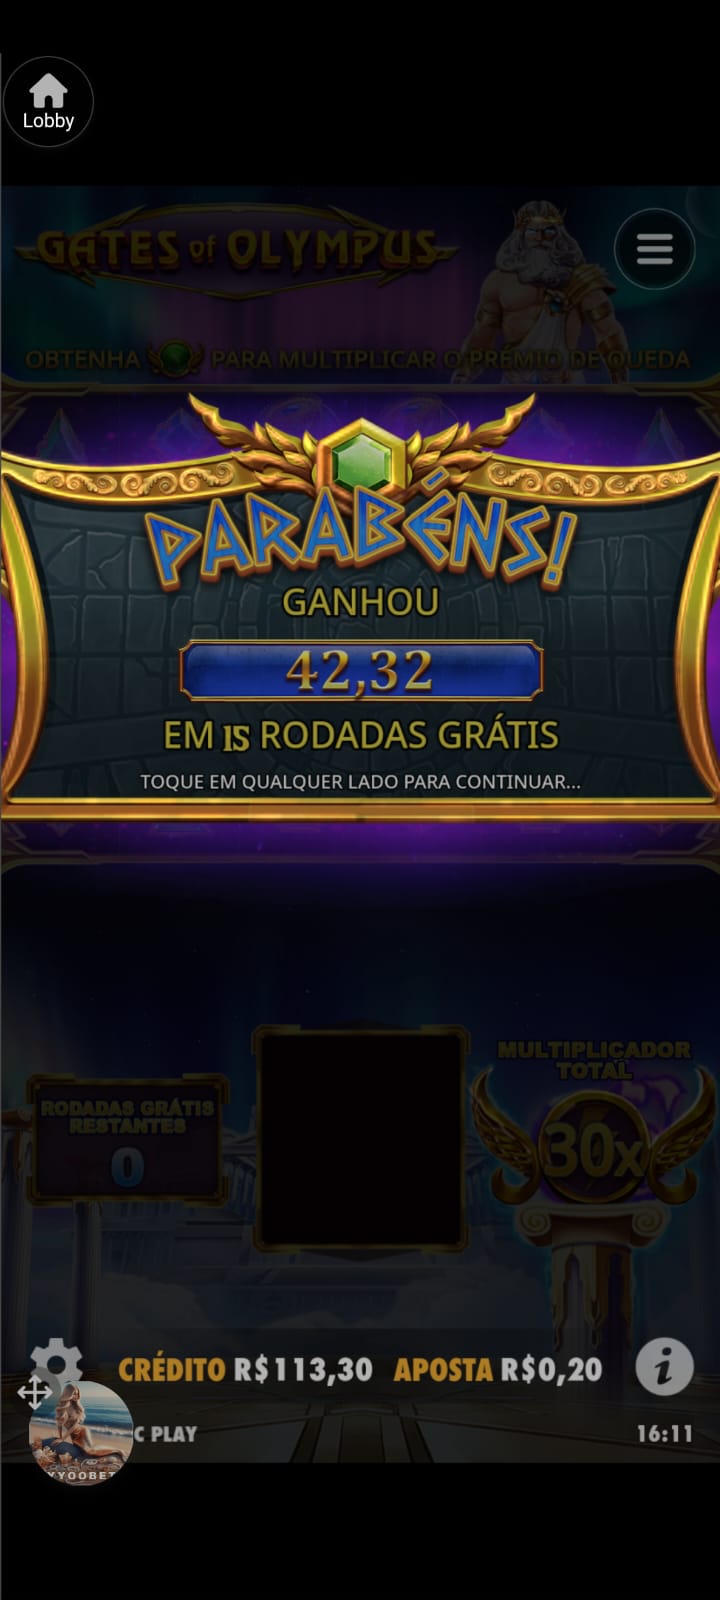 Lobby
GATES of OLYMPUS
OBTENHA PARA MULTIPLICAR O PRÉMIO DE QUEDA
PARABÉNS!
GANHOU
42,32
EM 15 RODADAS GRÁTIS
TOQUE EM QUALQUER LADO PARA CONTINUAR...
MULTIPLICADOR
TOTAL
30x
RODADAS GRÁTIS
RESTANTES
0
CRÉDITO R$113,30 APOSTA R$0,20
C PLAY
16:11
YYOOBET